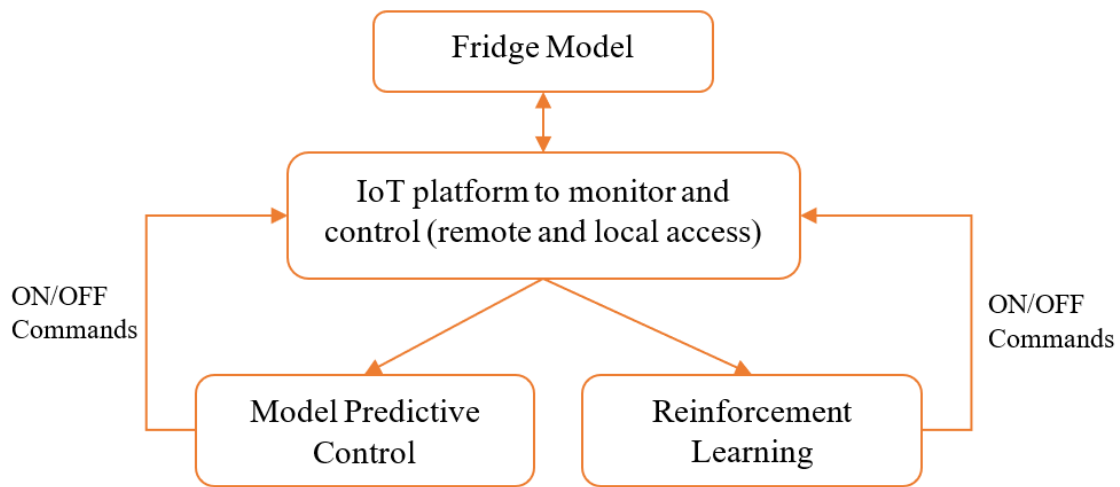 Fridge Model
IoT platform to monitor and
control (remote and local access)
ON/OFF
Commands
ON/OFF
Commands
Model Predictive
Control
Reinforcement
Learning